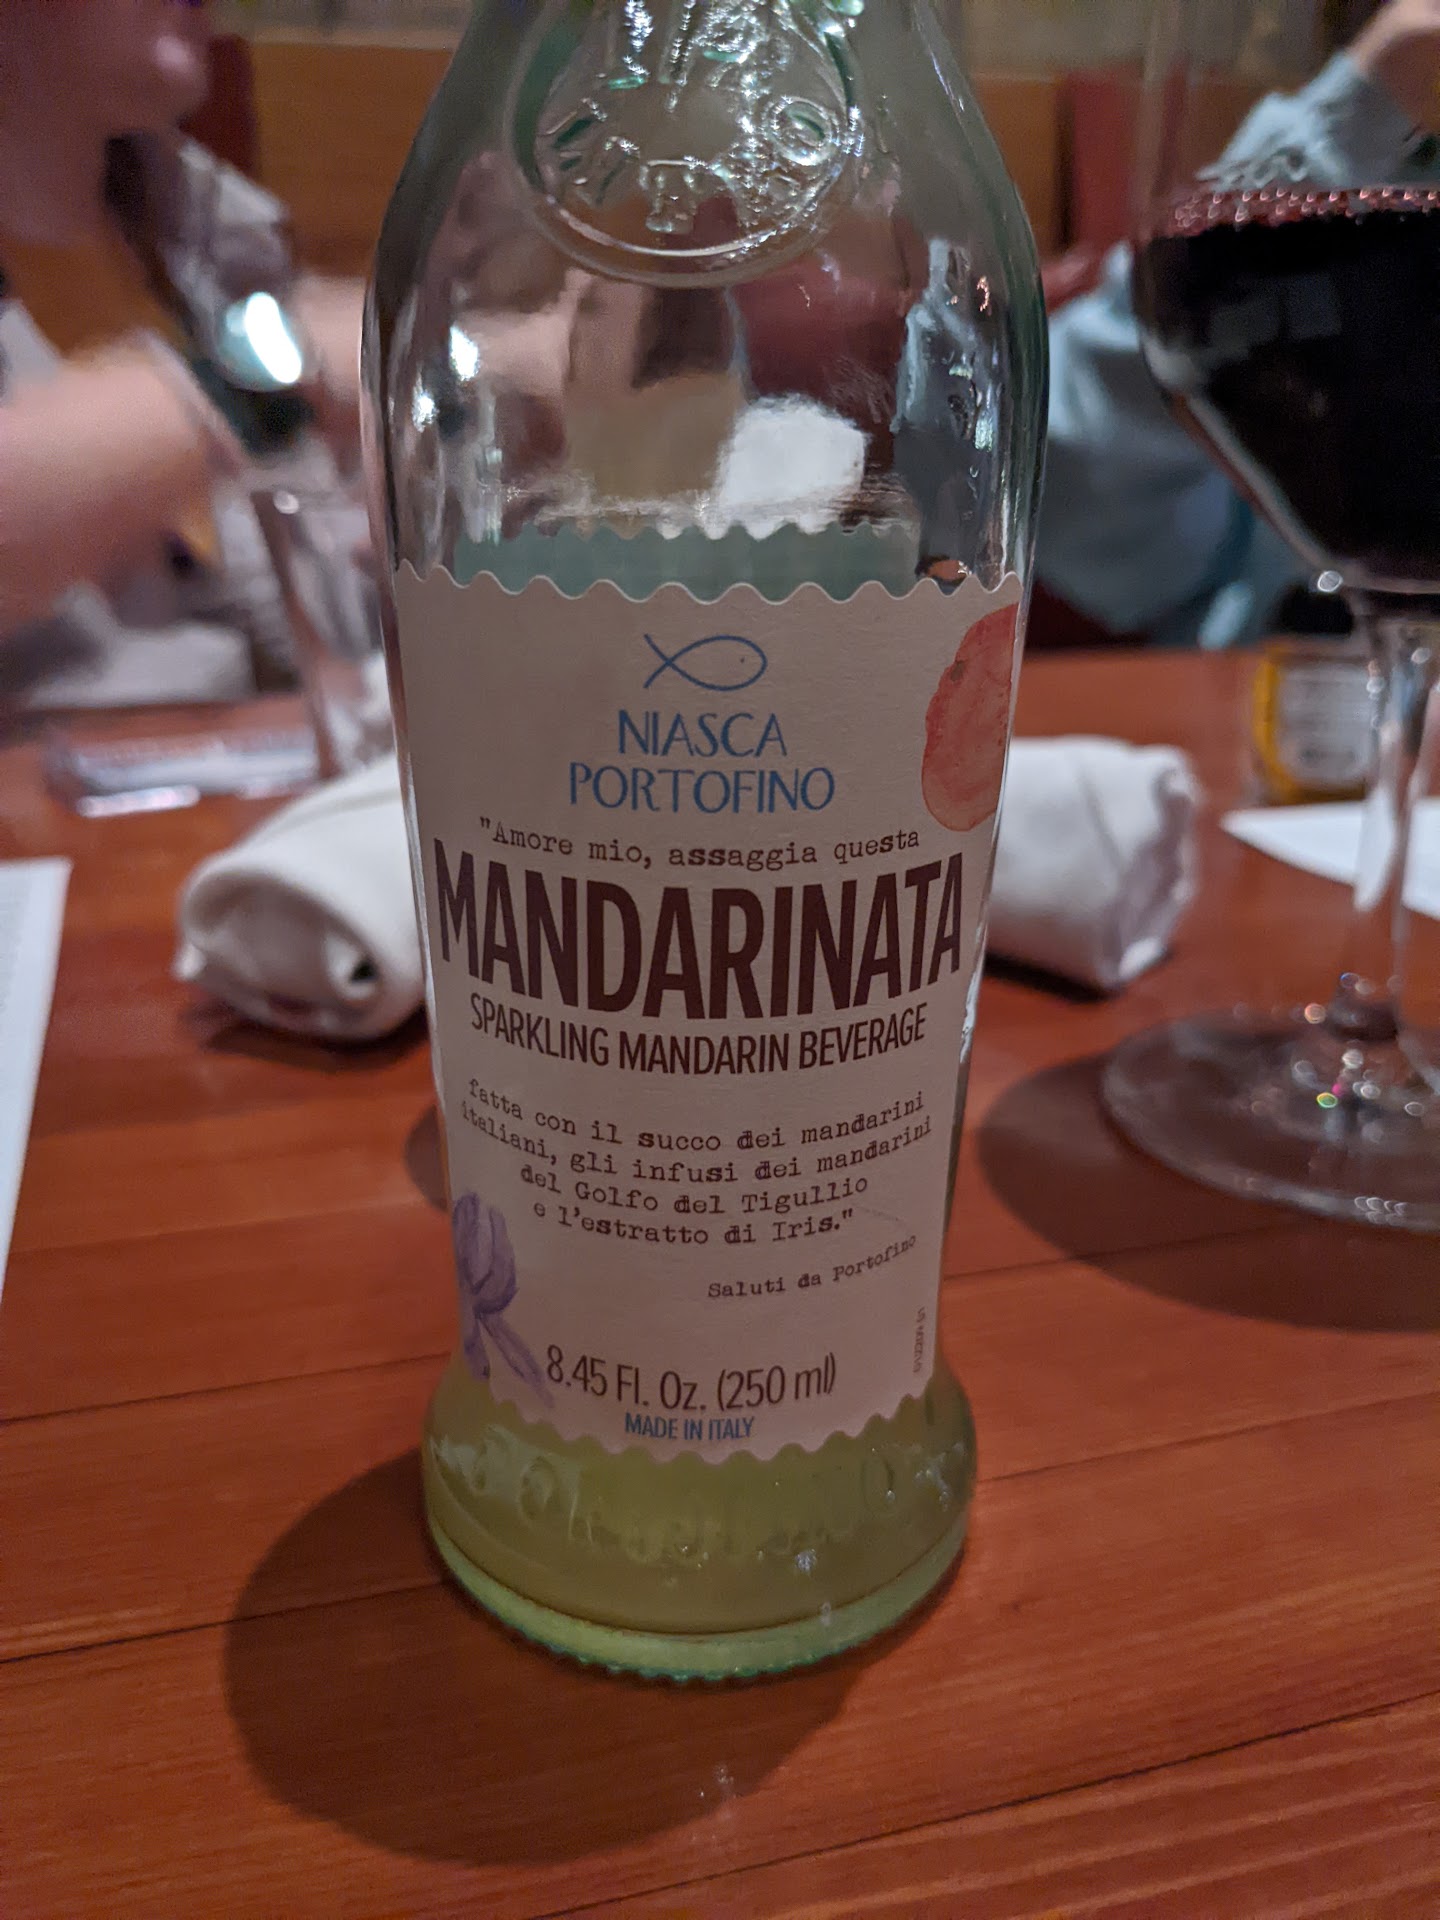 NIASCA
PORTOFINO
"Amore mio, assaggia questa
MANDARINATA
SPARKLING MANDARIN BEVERAGE
fatta con il succo dei mandarini
italiani, gli infusi dei mandarini
del Golfo del Tigullio
e l'estratto di Iris."
Saluti da Portofino
8.45 Fl. Oz. (250 ml)
MADE IN ITALY